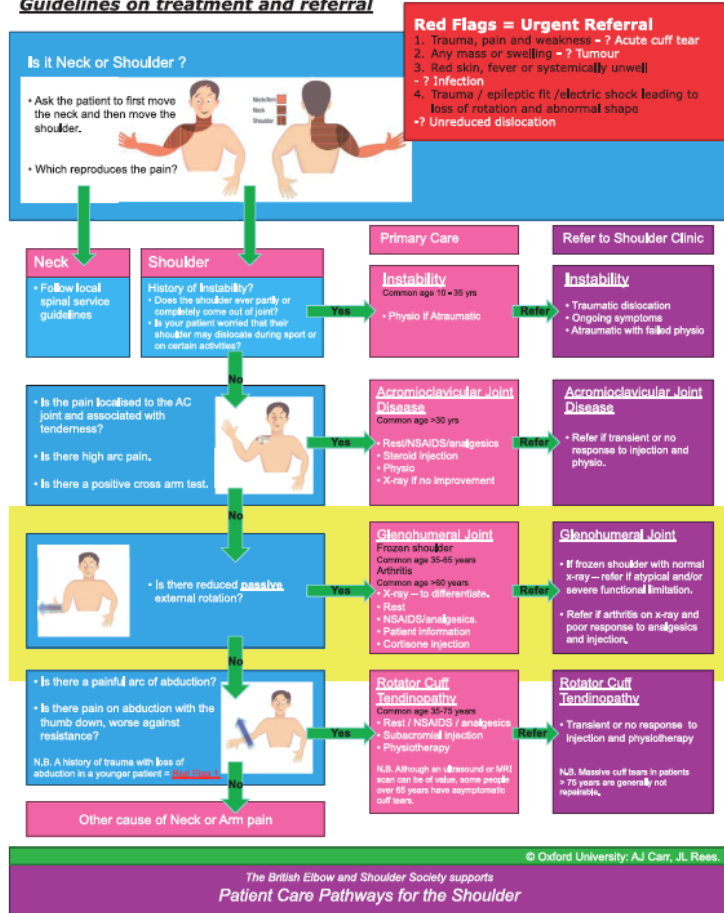 Guidelines on treatment and referral
Red Flags = Urgent Referral
1. Trauma, pain and weakness - ? Acute cuff tear
2. Any mass or swelling - ? Tumour
3. Red skin, fever or systemically unwell
- ? Infection
4. Trauma / epileptic fit /electric shock leading to
loss of rotation and abnormal shape
-? Unreduced dislocation
Is it Neck or Shoulder ?
• Ask the patient to first move
the neck and then move the
shoulder.
• Which reproduces the pain?
Neck/Arm
Neck
Shoulder
Primary Care
Refer to Shoulder Clinic
Neck
• Follow local
spinal service
guidelines
Shoulder
History of Instability?
• Does the shoulder ever partly or
completely come out of joint?
• Is your patient worried that their
shoulder may dislocate during sport or
on certain activities?
Yes
Instability
Common age 10 - 35 yrs
• Physio if Atraumatic
Refer
Instability
• Traumatic dislocation
• Ongoing symptoms
• Atraumatic with failed physio
No
• Is the pain localised to the AC
joint and associated with
tenderness?
• Is there high arc pain.
• Is there a positive cross arm test.
Yes
Acromioclavicular Joint
Disease
Common age >30 yrs
• Rest/NSAIDS/analgesics
• Steroid injection
• Physio
• X-ray if no improvement
Refer
Acromioclavicular Joint
Disease
• Refer if transient or no
response to injection and
physio.
No
• Is there reduced passive
external rotation?
Yes
Glenohumeral Joint
Frozen shoulder
Common age 35-65 years
Arthritis
Common age >60 years
• X-ray – to differentiate.
• Rest
• NSAIDS/analgesics.
• Patient information
• Cortisone injection
Refer
Glenohumeral Joint
• If frozen shoulder with normal
x-ray – refer if atypical and/or
severe functional limitation.
• Refer if arthritis on x-ray and
poor response to analgesics
and injection.
No
• Is there a painful arc of abduction?
• Is there pain on abduction with the
thumb down, worse against
resistance?
N.B. A history of trauma with loss of
abduction in a younger patient = Red Flag 1
Yes
Rotator Cuff
Tendinopathy
Common age 35-75 years
• Rest / NSAIDS / analgesics
• Subacromial injection
• Physiotherapy
N.B. Although an ultrasound or MRI
scan can be of value, some people
over 65 years have asymptomatic
cuff tears.
Refer
Rotator Cuff
Tendinopathy
• Transient or no response to
injection and physiotherapy
N.B. Massive cuff tears in patients
> 75 years are generally not
repairable.
No
Other cause of Neck or Arm pain
© Oxford University: AJ Carr, JL Rees.
The British Elbow and Shoulder Society supports
Patient Care Pathways for the Shoulder